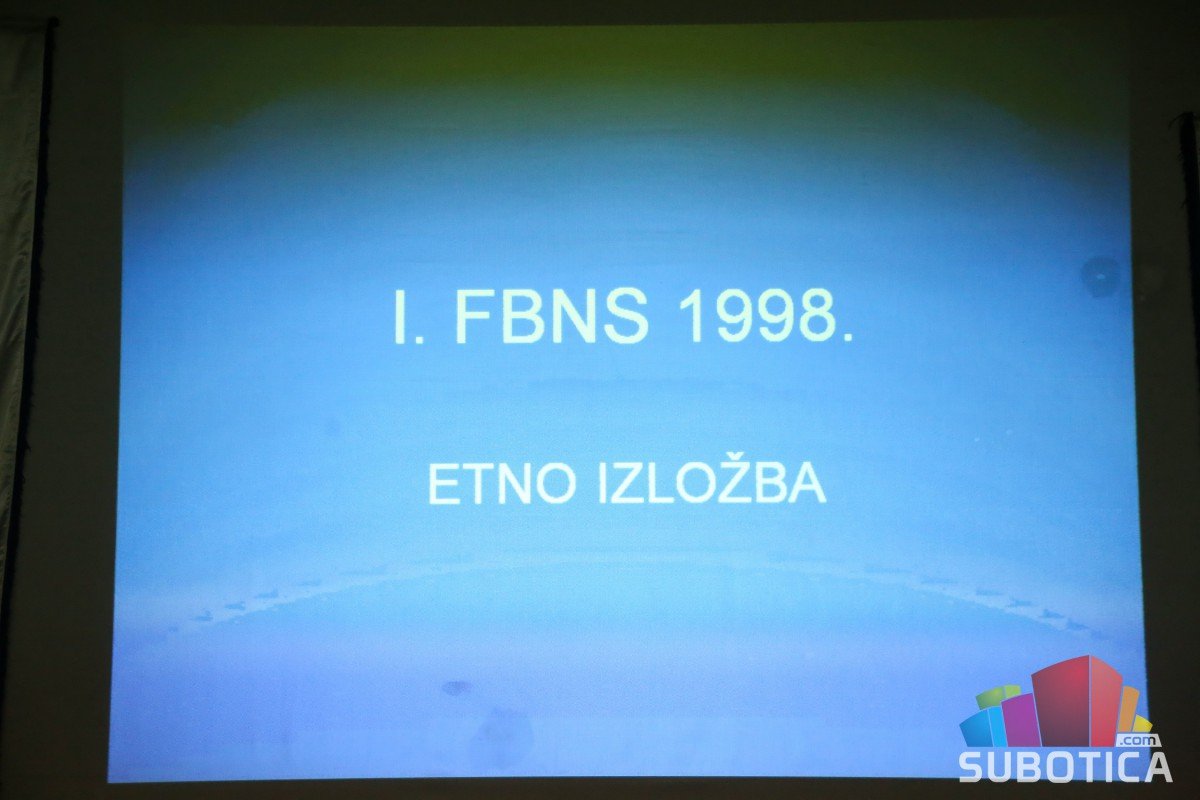 I. FBNS 1998.
ETNO IZLOŽBA
.com
SUBOTICA